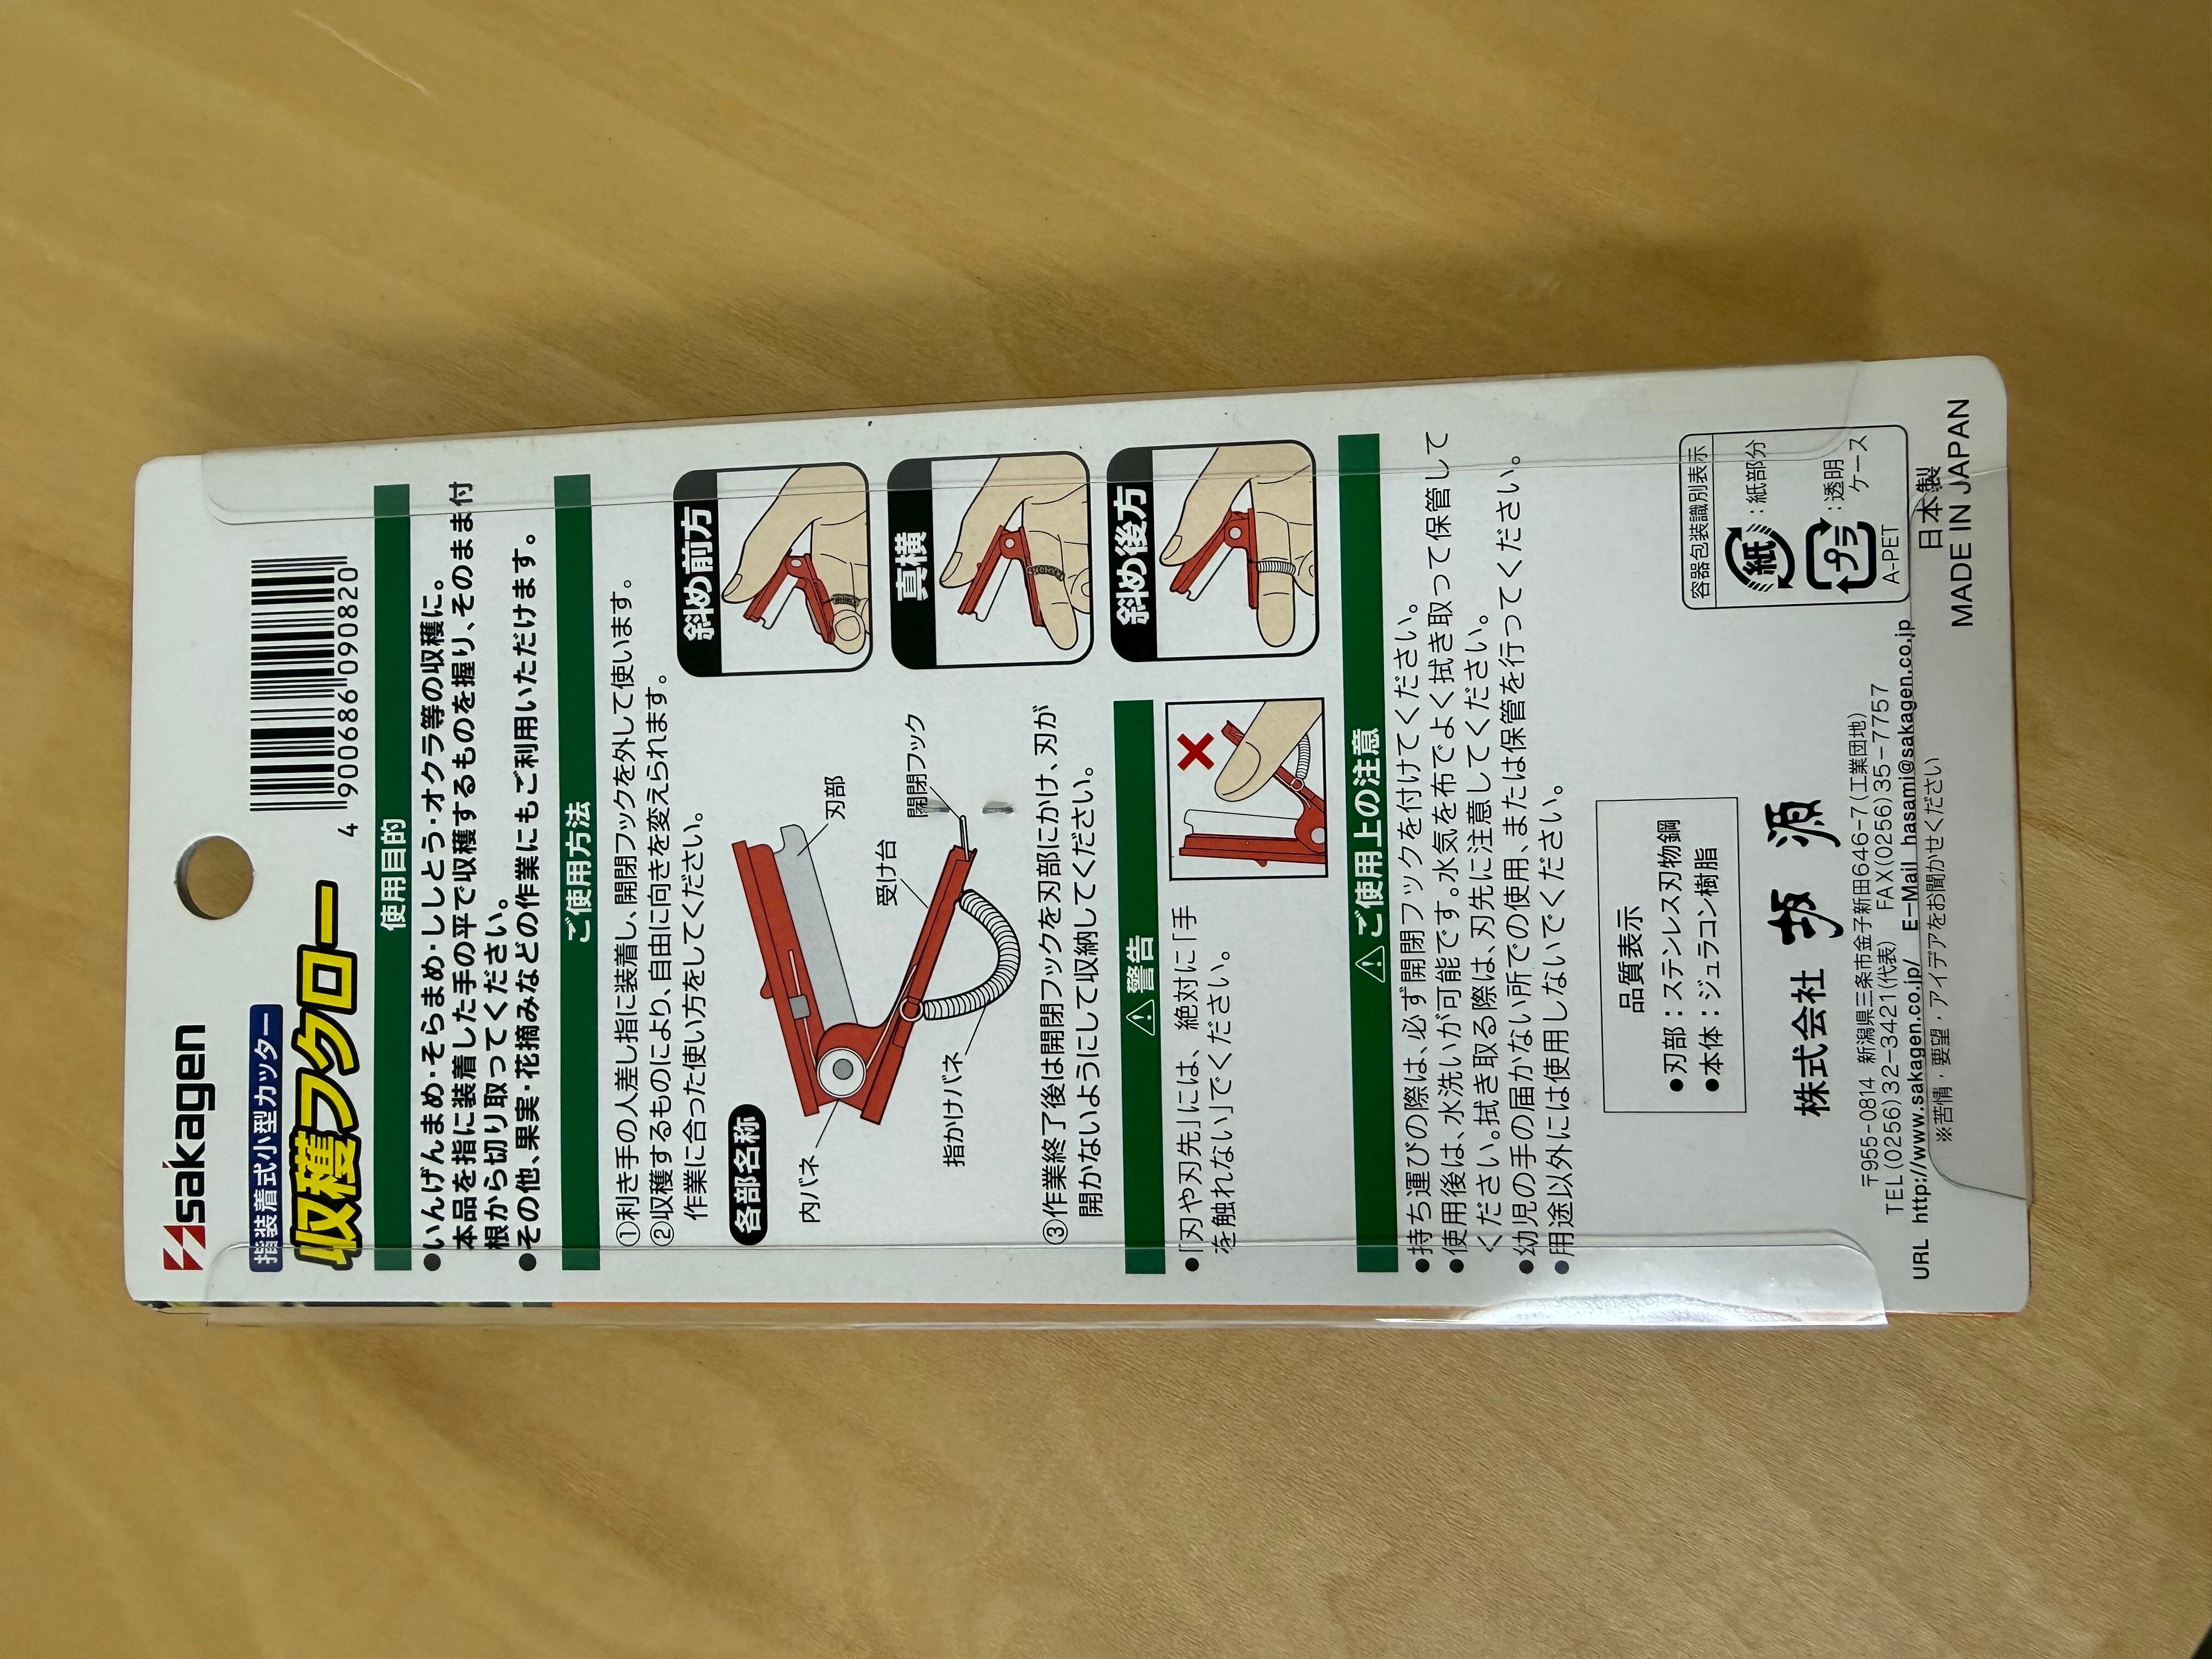 sakagen
指装着式小型カッター
収穫フクロー
4 900686 090820
使用目的
●いんげんまめ・そらまめ・ししとう・オクラ等の収穫に。
本品を指に装着した手の平で収穫するものを握り、そのまま付
根から切り取ってください。
●その他、果実・花摘みなどの作業にもご利用いただけます。
ご使用方法
①利き手の人差し指に装着し、開閉フックを外して使います。
②収穫するものにより、自由に向きを変えられます。
作業に合った使い方をしてください。
各部名称
内バネ
刃部
受け台
開閉フック
指かけバネ
斜め前方
真横
斜め後方
③作業終了後は開閉フックを刃部にかけ、刃が
開かないようにして収納してください。
⚠警告
●「刃や刃先」には、絶対に「手
を触れない」でください。
⚠ご使用上の注意
●持ち運びの際は、必ず開閉フックを付けてください。
●使用後は、水洗いが可能です。水気を布でよく拭き取って保管して
ください。拭き取る際は、刃先に注意してください。
●幼児の手の届かない所での使用、または保管を行ってください。
●用途以外には使用しないでください。
品質表示
●刃部：ステンレス刃物鋼
●本体：ジュラコン樹脂
容器包装識別表示
紙 ：紙部分
プラ ：透明
ケース
A-PET
株式会社 坂源
〒955-0814 新潟県三条市金子新田646-7(工業団地)
TEL(0256)32-3421(代表) FAX(0256)35-7757
URL http://www.sakagen.co.jp/ E-Mail hasami@sakagen.co.jp
※苦情・要望・アイデアをお聞かせください
日本製
MADE IN JAPAN